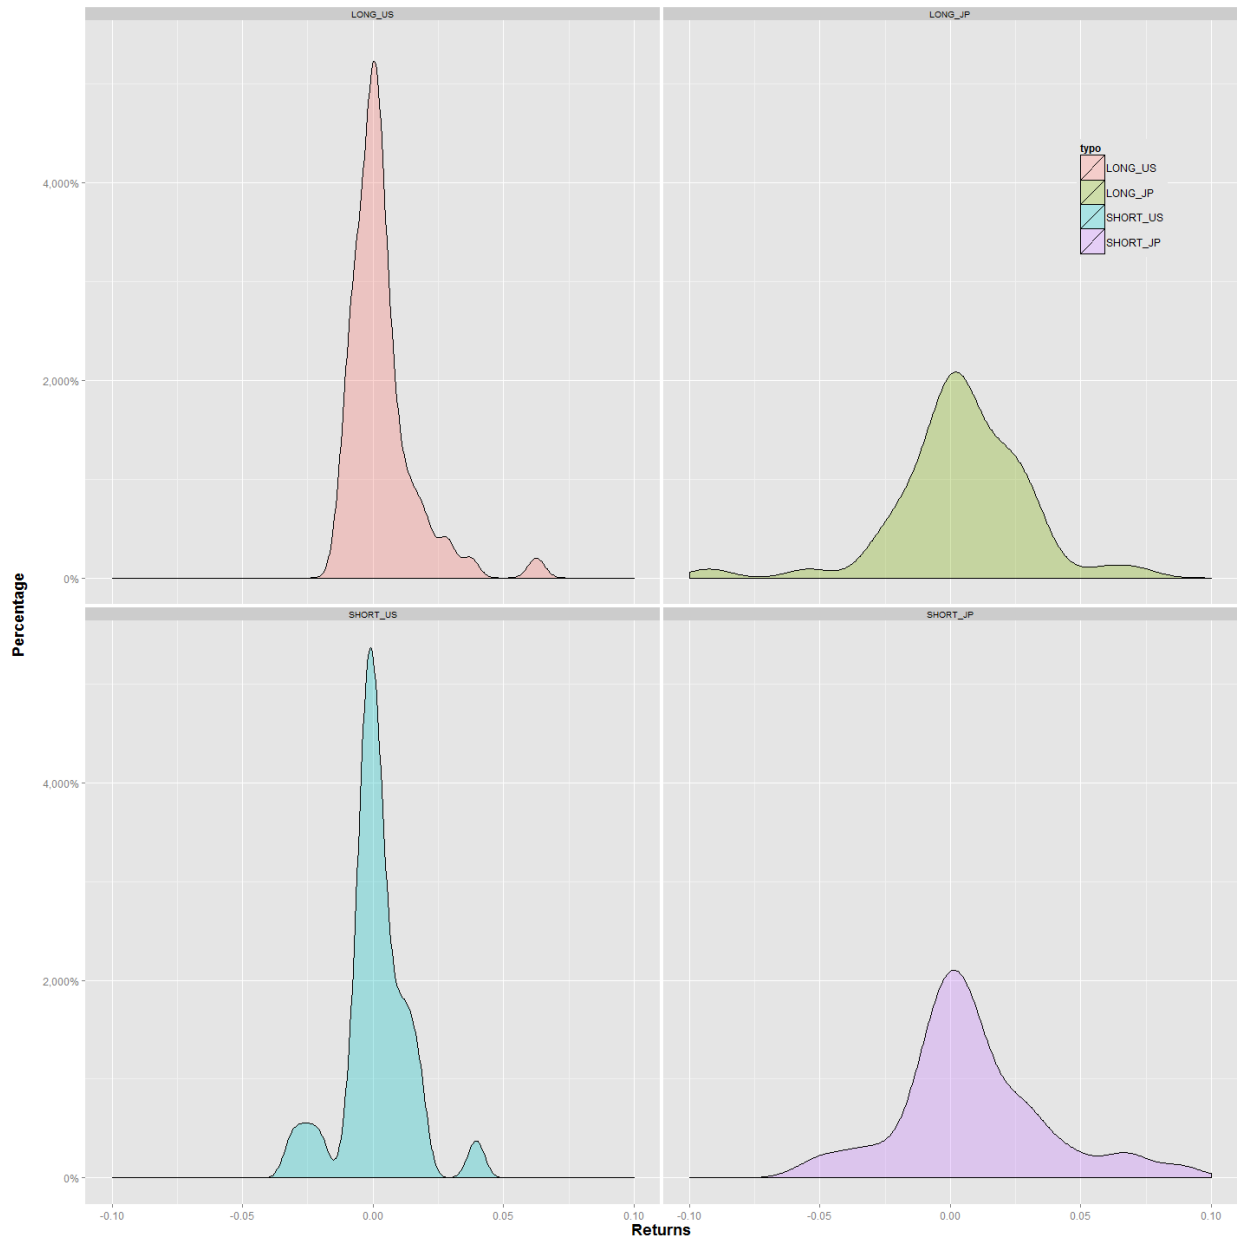 LONG_US
LONG_JP
typo
LONG_US
LONG_JP
SHORT_US
SHORT_JP
4,000%
2,000%
0%
Percentage
SHORT_US
SHORT_JP
4,000%
2,000%
0%
-0.10
-0.05
0.00
0.05
0.10
-0.10
-0.05
0.00
0.05
0.10
Returns